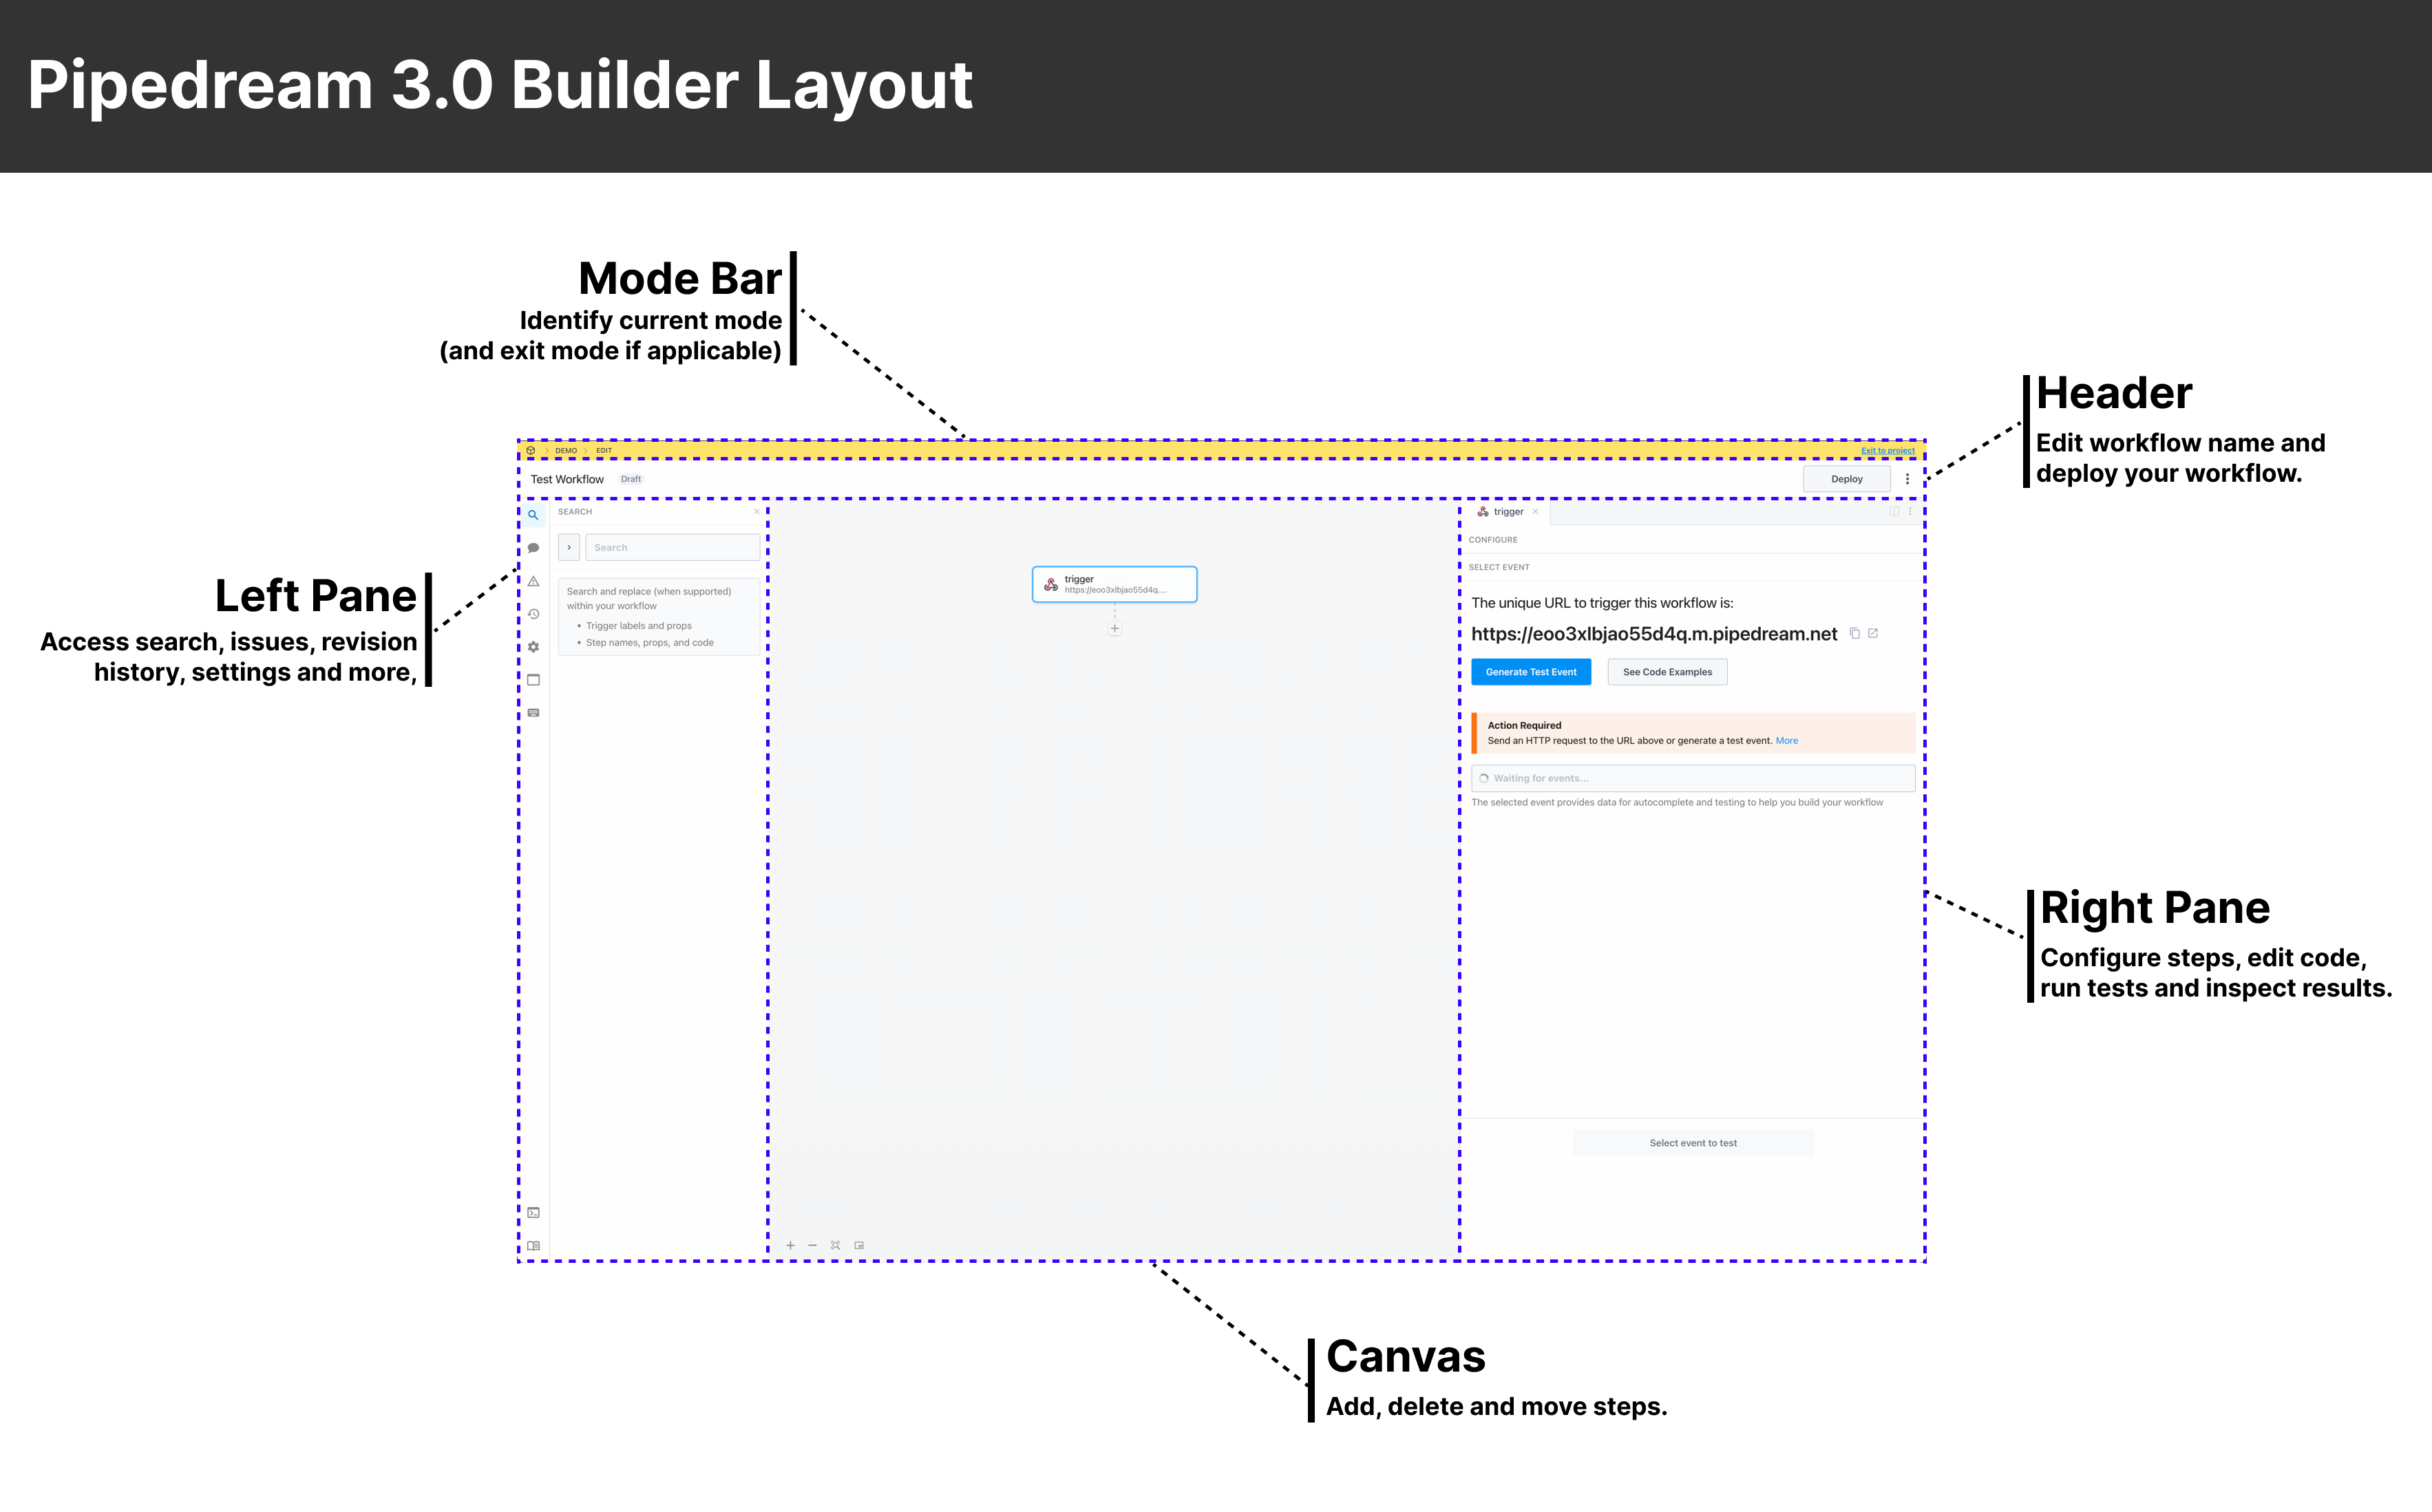 Pipedream 3.0 Builder Layout
Mode Bar
Identify current mode
(and exit mode if applicable)
Header
Edit workflow name and
deploy your workflow.
Left Pane
Access search, issues, revision
history, settings and more,
DEMO > EDIT
Exit to project
Test Workflow
Draft
Deploy
SEARCH
Search
Search and replace (when supported)
within your workflow
• Trigger labels and props
• Step names, props, and code
trigger
https://eoo3xlbjao55d4q....
trigger
CONFIGURE
SELECT EVENT
The unique URL to trigger this workflow is:
https://eoo3xlbjao55d4q.m.pipedream.net
Generate Test Event
See Code Examples
Action Required
Send an HTTP request to the URL above or generate a test event. More
Waiting for events...
The selected event provides data for autocomplete and testing to help you build your workflow
Select event to test
Right Pane
Configure steps, edit code,
run tests and inspect results.
Canvas
Add, delete and move steps.